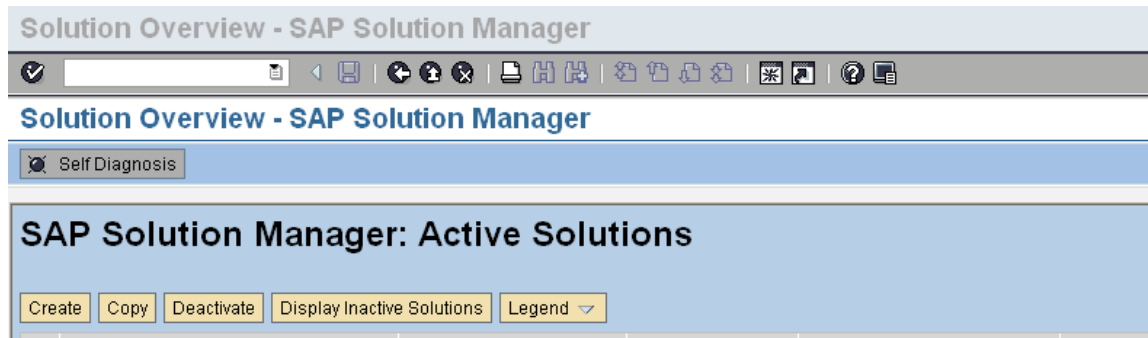 Solution Overview - SAP Solution Manager
Solution Overview - SAP Solution Manager
Self Diagnosis
SAP Solution Manager: Active Solutions
Create Copy Deactivate Display Inactive Solutions Legend